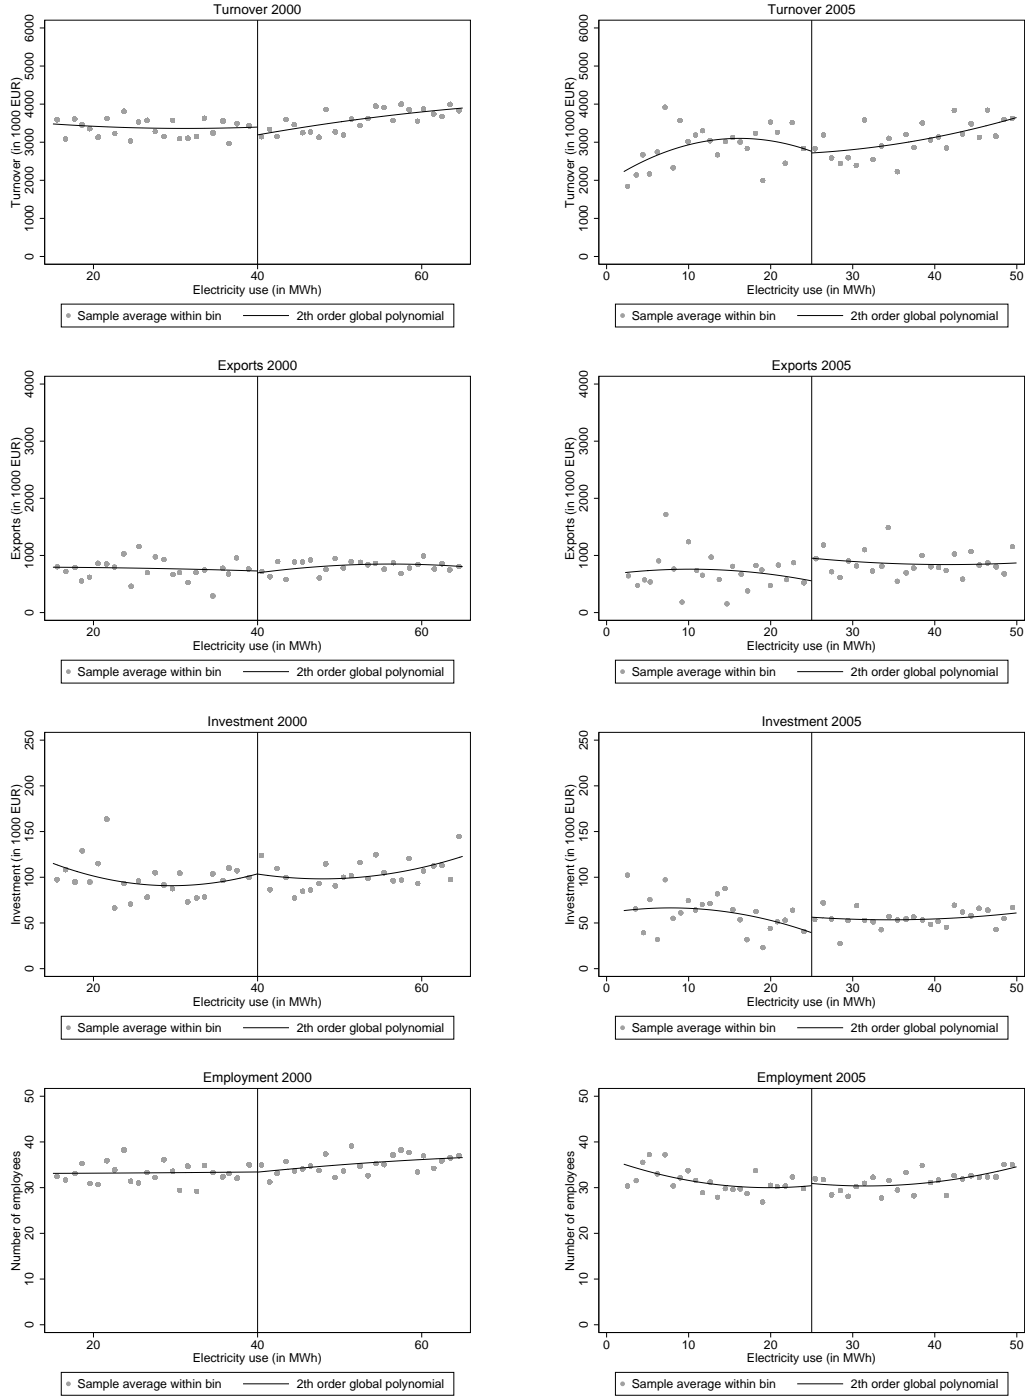 Turnover 2000
Turnover (in 1000 EUR)
0 1000 2000 3000 4000 5000 6000
20 40 60
Electricity use (in MWh)
Sample average within bin 2th order global polynomial
Turnover 2005
Turnover (in 1000 EUR)
0 1000 2000 3000 4000 5000 6000
0 10 20 30 40 50
Electricity use (in MWh)
Sample average within bin 2th order global polynomial
Exports 2000
Exports (in 1000 EUR)
0 1000 2000 3000 4000
20 40 60
Electricity use (in MWh)
Sample average within bin 2th order global polynomial
Exports 2005
Exports (in 1000 EUR)
0 1000 2000 3000 4000
0 10 20 30 40 50
Electricity use (in MWh)
Sample average within bin 2th order global polynomial
Investment 2000
Investment (in 1000 EUR)
0 50 100 150 200 250
20 40 60
Electricity use (in MWh)
Sample average within bin 2th order global polynomial
Investment 2005
Investment (in 1000 EUR)
0 50 100 150 200 250
0 10 20 30 40 50
Electricity use (in MWh)
Sample average within bin 2th order global polynomial
Employment 2000
Number of employees
0 10 20 30 40 50
20 40 60
Electricity use (in MWh)
Sample average within bin 2th order global polynomial
Employment 2005
Number of employees
0 10 20 30 40 50
0 10 20 30 40 50
Electricity use (in MWh)
Sample average within bin 2th order global polynomial